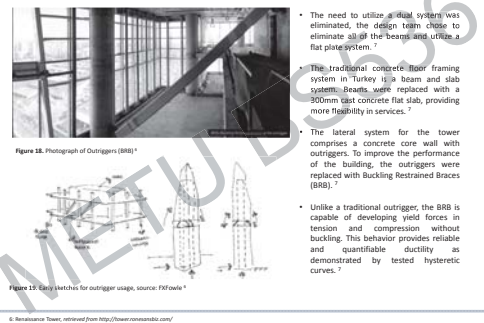 • The need to utilize a dual system was
eliminated, the design team chose to
eliminate all of the beams and utilize a
flat plate system. 7
• The traditional concrete floor framing
system in Turkey is a beam and slab
system. Beams were replaced with a
300mm cast concrete flat slab, providing
more flexibility in services. 7
• The lateral system for the tower
comprises a concrete core wall with
outriggers. To improve the performance
of the building, the outriggers were
replaced with Buckling Restrained Braces
(BRB). 7
• Unlike a traditional outrigger, the BRB is
capable of developing yield forces in
tension and compression without
buckling. This behavior provides reliable
and quantifiable ductility as
demonstrated by tested hysteretic
curves. 7
Figure 18. Photograph of Outriggers (BRB) 6
Figure 19. Early sketches for outrigger usage, source: FXFowle 6
6: Renaissance Tower, retrieved from http://tower.ronesansbiz.com/
METU BS536